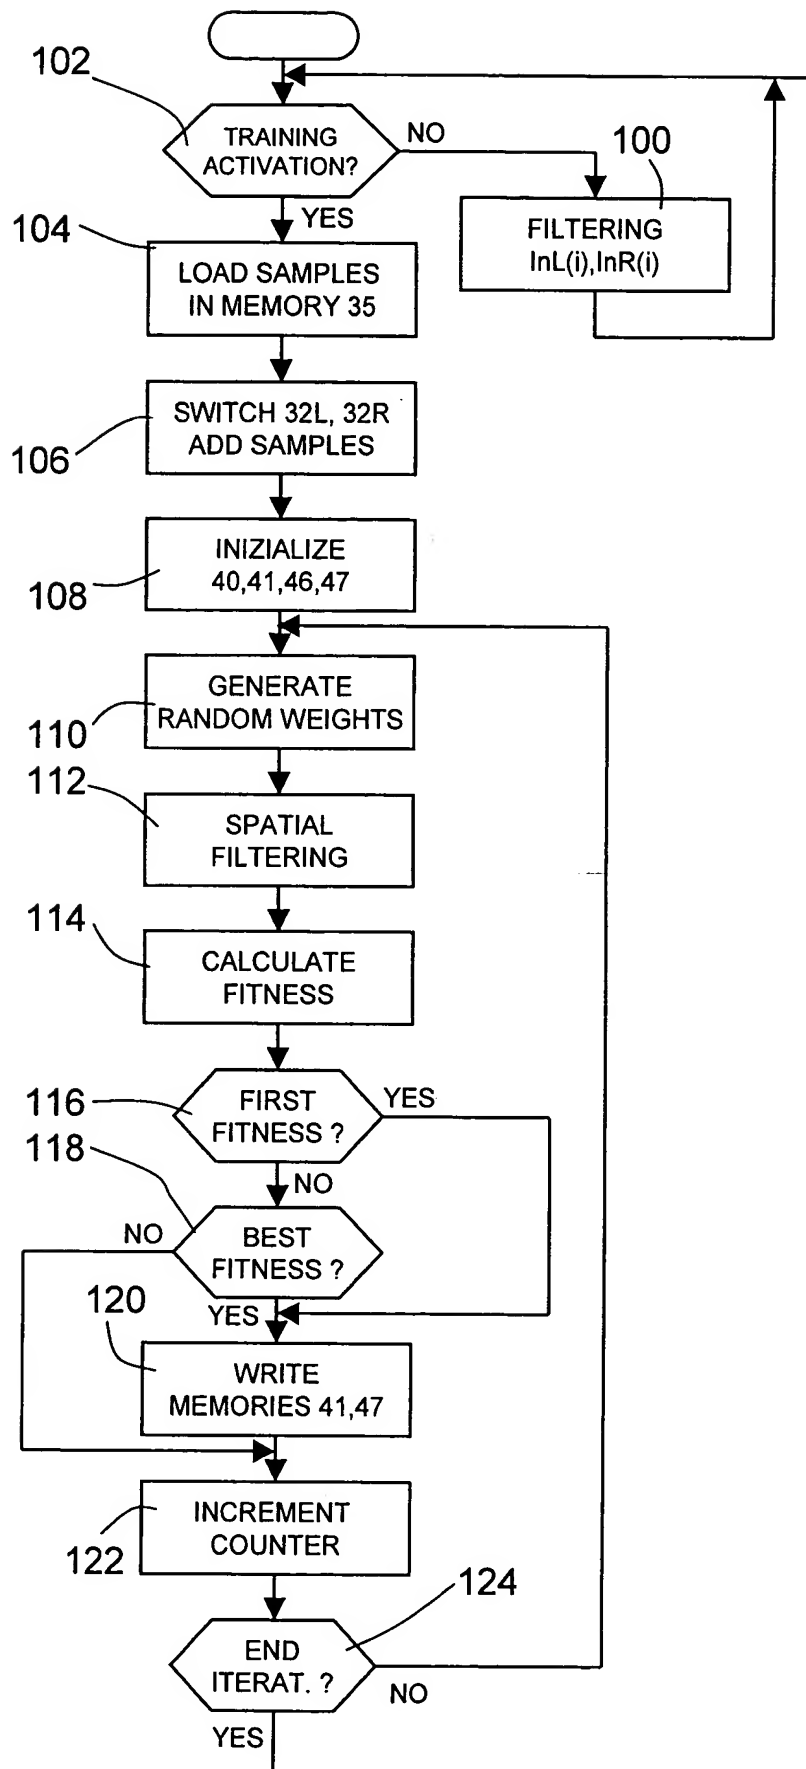 102
TRAINING
ACTIVATION?
NO
100
YES
FILTERING
InL(i),InR(i)
104
LOAD SAMPLES
IN MEMORY 35
SWITCH 32L, 32R
ADD SAMPLES
106
INIZIALIZE
40,41,46,47
108
GENERATE
RANDOM WEIGHTS
110
112
SPATIAL
FILTERING
114
CALCULATE
FITNESS
116
FIRST
FITNESS ?
YES
118
NO
NO
BEST
FITNESS ?
YES
120
WRITE
MEMORIES 41,47
INCREMENT
COUNTER
122
124
END
ITERAT. ?
NO
YES